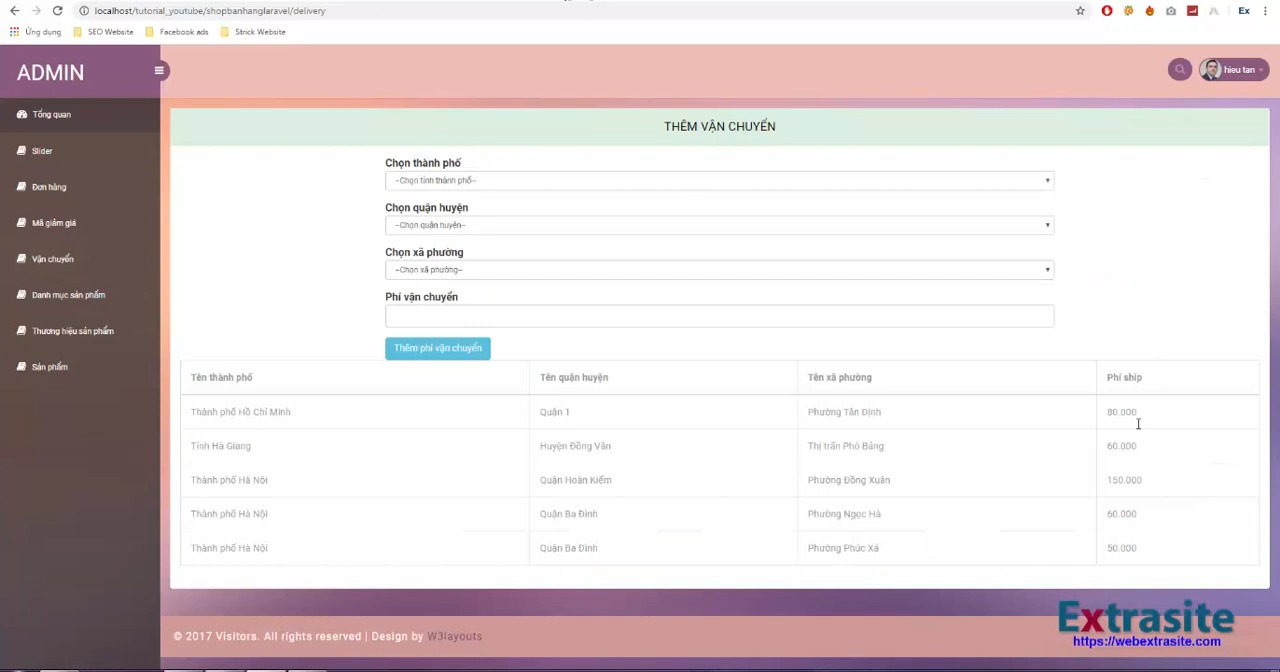 localhost/tutorial_youtube/shopbanhanglaravel/delivery
Ex
Ứng dụng SEO Website Facebook ads Strick Website
ADMIN
hieu tan
Tổng quan
Slider
Đơn hàng
Mã giảm giá
Vận chuyển
Danh mục sản phẩm
Thương hiệu sản phẩm
Sản phẩm
THÊM VẬN CHUYỂN
Chọn thành phố
--Chọn tỉnh thành phố--
Chọn quận huyện
--Chọn quận huyện--
Chọn xã phường
--Chọn xã phường--
Phí vận chuyển
Thêm phí vận chuyển
Tên thành phố Tên quận huyện Tên xã phường Phí ship
Thành phố Hồ Chí Minh Quận 1 Phường Tân Định 80.000
Tỉnh Hà Giang Huyện Đồng Văn Thị trấn Phó Bảng 60.000
Thành phố Hà Nội Quận Hoàn Kiếm Phường Đồng Xuân 150.000
Thành phố Hà Nội Quận Ba Đình Phường Ngọc Hà 60.000
Thành phố Hà Nội Quận Ba Đình Phường Phúc Xá 50.000
© 2017 Visitors. All rights reserved | Design by W3layouts
Extrasite
https://webextrasite.com